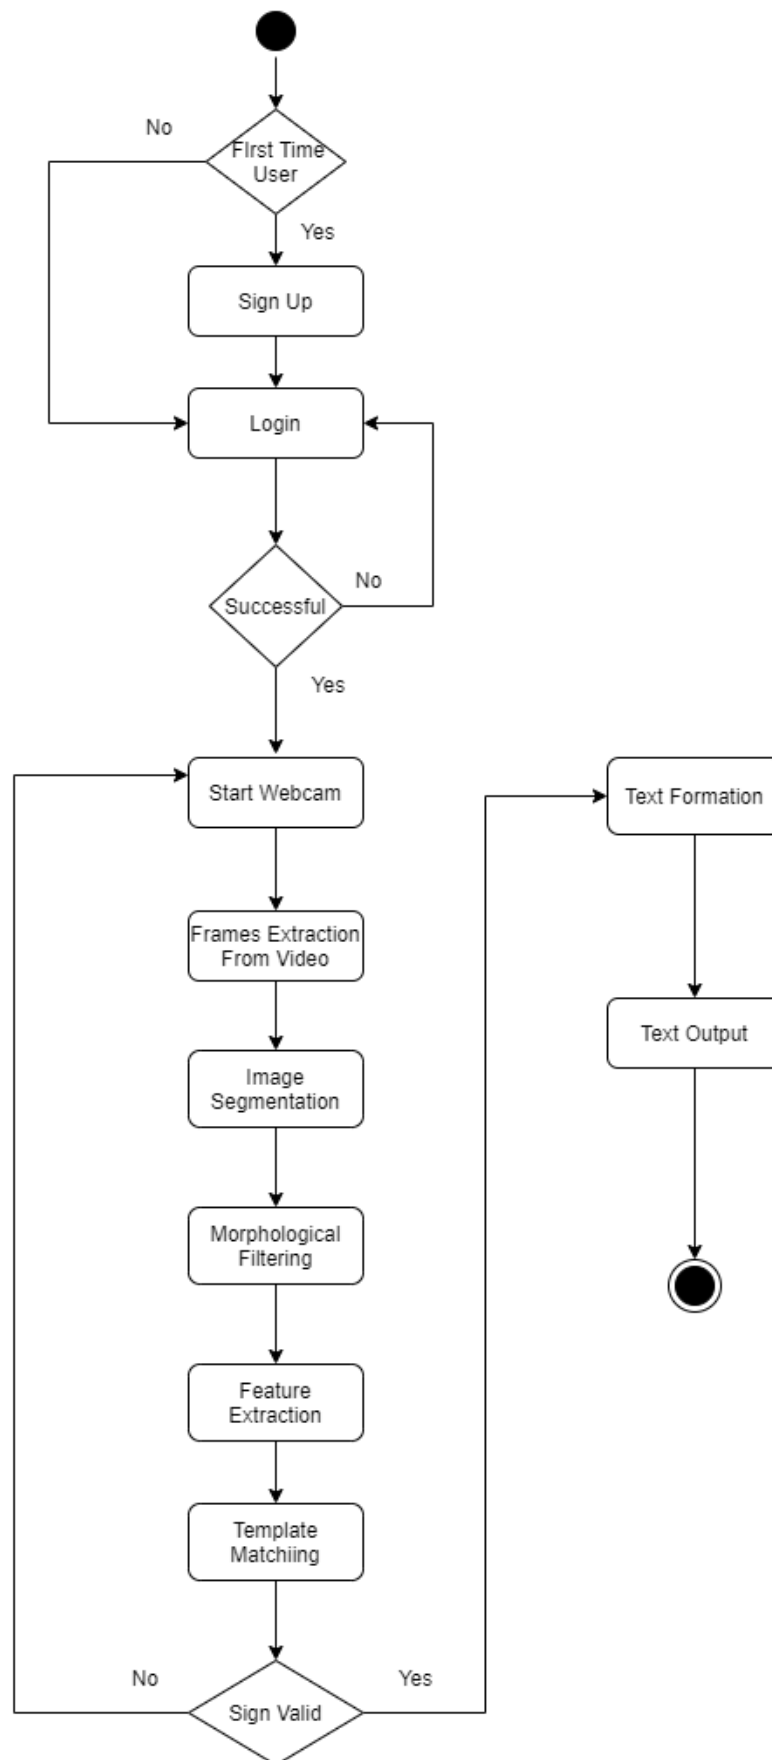 No
FIrst Time
User
Yes
Sign Up
Login
No
Successful
Yes
Start Webcam
Text Formation
Frames Extraction
From Video
Text Output
Image
Segmentation
Morphological
Filtering
Feature
Extraction
Template
Matchiing
No
Yes
Sign Valid